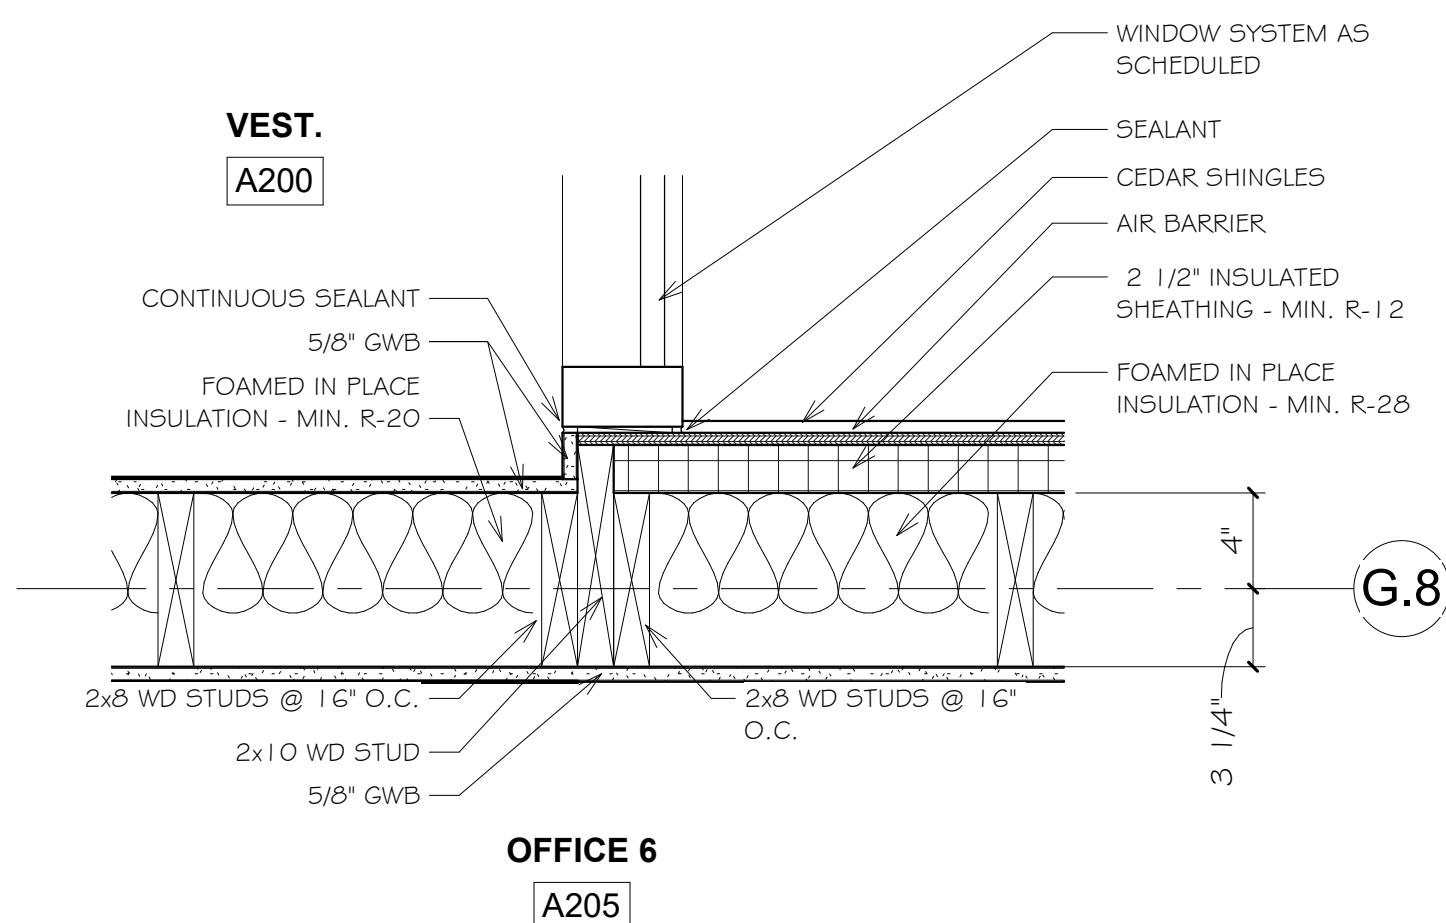 WINDOW SYSTEM AS
SCHEDULED
VEST.
A200
SEALANT
CEDAR SHINGLES
AIR BARRIER
2 1/2" INSULATED
SHEATHING - MIN. R-12
CONTINUOUS SEALANT
5/8" GWB
FOAMED IN PLACE
INSULATION - MIN. R-20
FOAMED IN PLACE
INSULATION - MIN. R-28
4"
G.8
3 1/4"
2x8 WD STUDS @ 16" O.C.
2x8 WD STUDS @ 16"
O.C.
2x10 WD STUD
5/8" GWB
OFFICE 6
A205